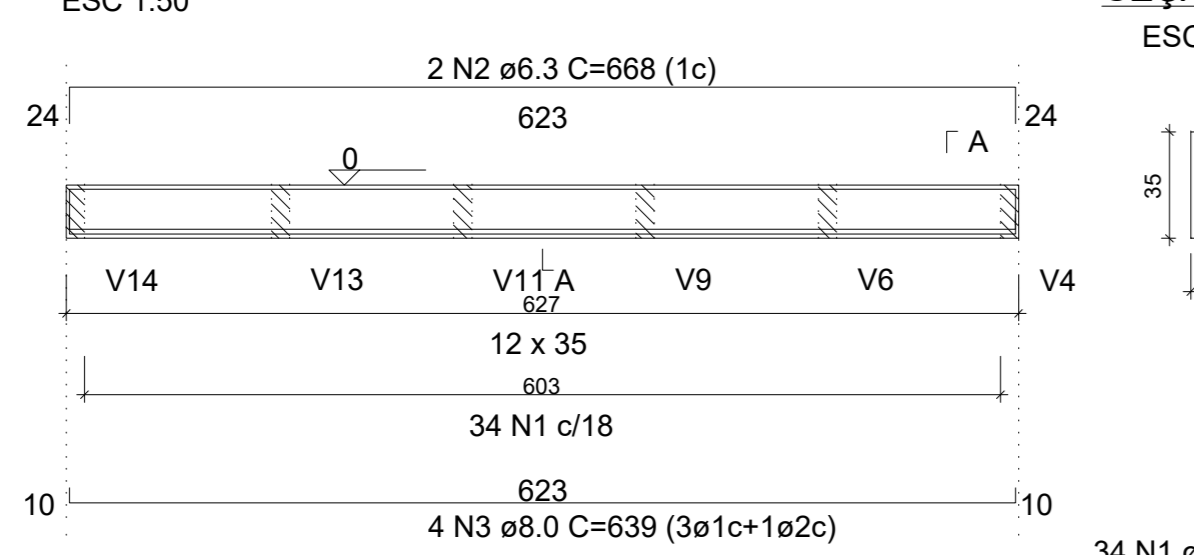 ESC 1:50
ESC
2 N2 ø6.3 C=668 (1c)
24
623
24
A
0
35
V14
V13
V11
A
V9
V6
V4
627
12 x 35
603
34 N1 c/18
10
623
10
4 N3 ø8.0 C=639 (3ø1c+1ø2c)
34 N1 ø